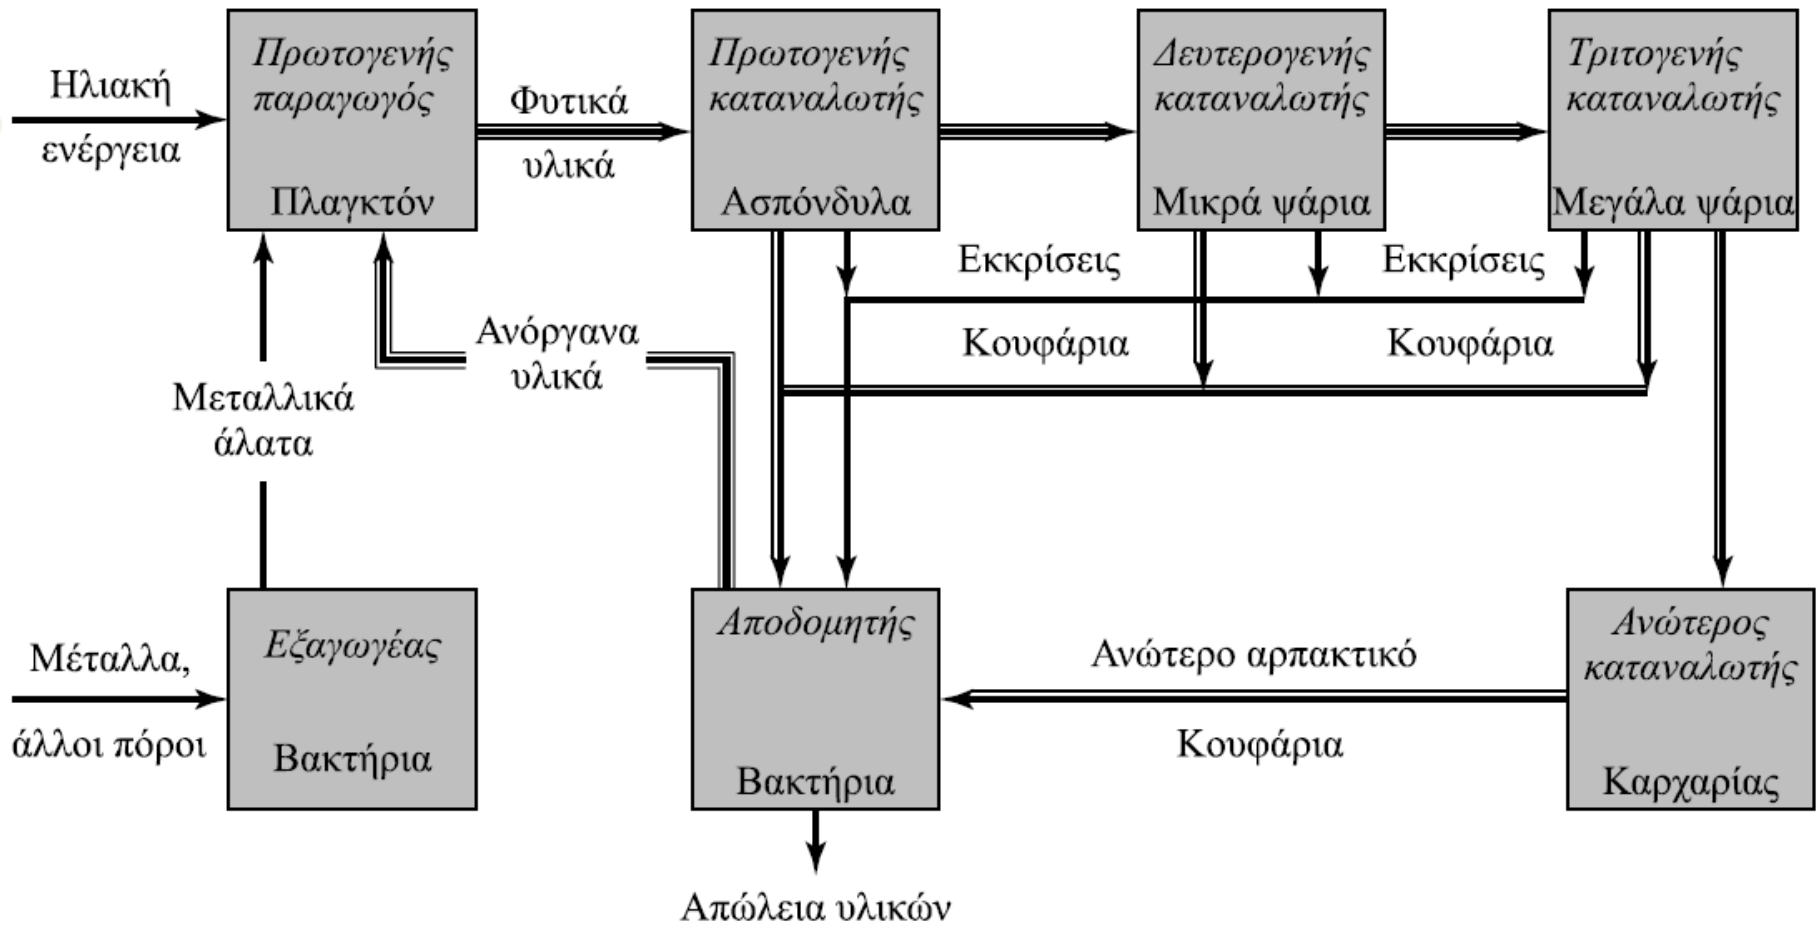 Ηλιακή
ενέργεια
Πρωτογενής
παραγωγός
Πλαγκτόν
Φυτικά
υλικά
Πρωτογενής
καταναλωτής
Ασπόνδυλα
Δευτερογενής
καταναλωτής
Μικρά ψάρια
Τριτογενής
καταναλωτής
Μεγάλα ψάρια
Εκκρίσεις
Εκκρίσεις
Κουφάρια
Κουφάρια
Ανόργανα
υλικά
Μεταλλικά
άλατα
Μέταλλα,
άλλοι πόροι
Εξαγωγέας
Βακτήρια
Αποδομητής
Βακτήρια
Ανώτερο αρπακτικό
Κουφάρια
Ανώτερος
καταναλωτής
Καρχαρίας
Απώλεια υλικών